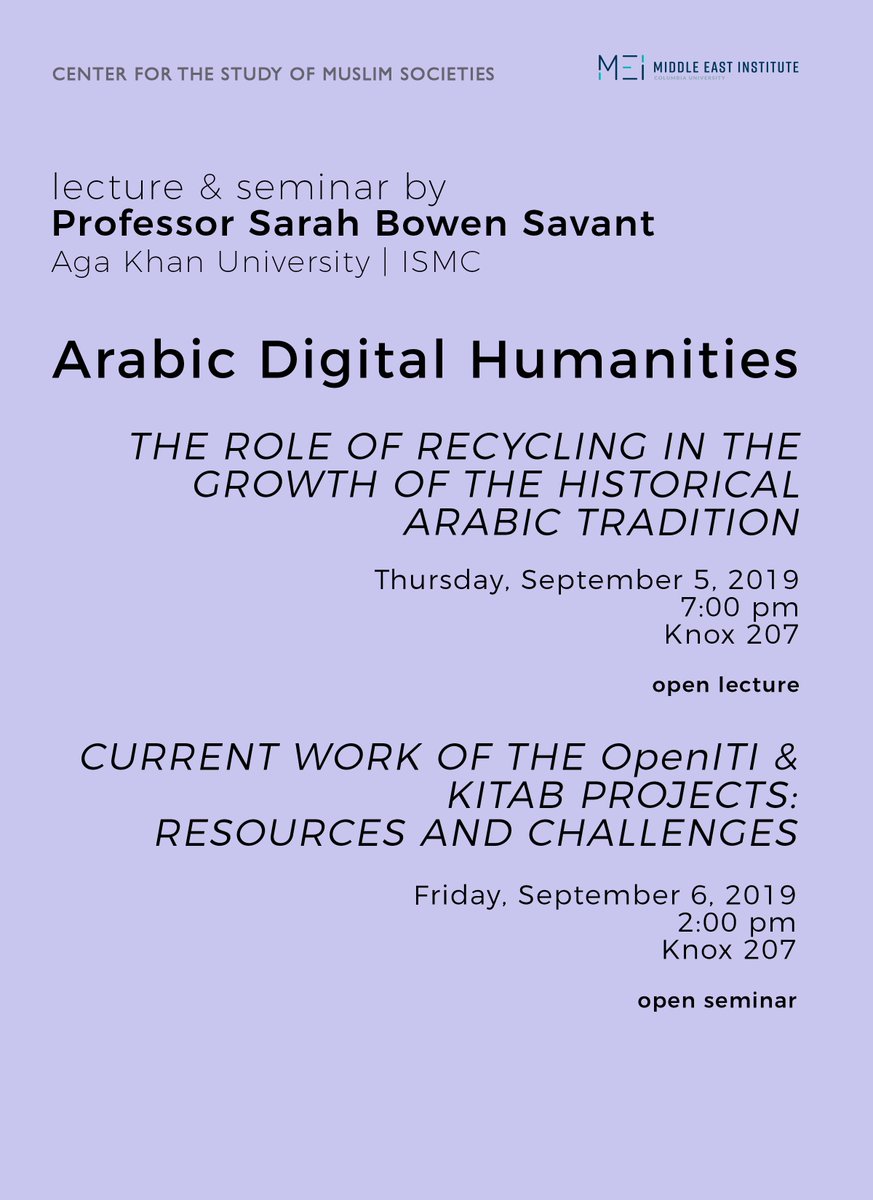 CENTER FOR THE STUDY OF MUSLIM SOCIETIES
MEI MIDDLE EAST INSTITUTE
COLUMBIA UNIVERSITY
lecture & seminar by
Professor Sarah Bowen Savant
Aga Khan University | ISMC
Arabic Digital Humanities
THE ROLE OF RECYCLING IN THE
GROWTH OF THE HISTORICAL
ARABIC TRADITION
Thursday, September 5, 2019
7:00 pm
Knox 207
open lecture
CURRENT WORK OF THE OpenITI &
KITAB PROJECTS:
RESOURCES AND CHALLENGES
Friday, September 6, 2019
2:00 pm
Knox 207
open seminar